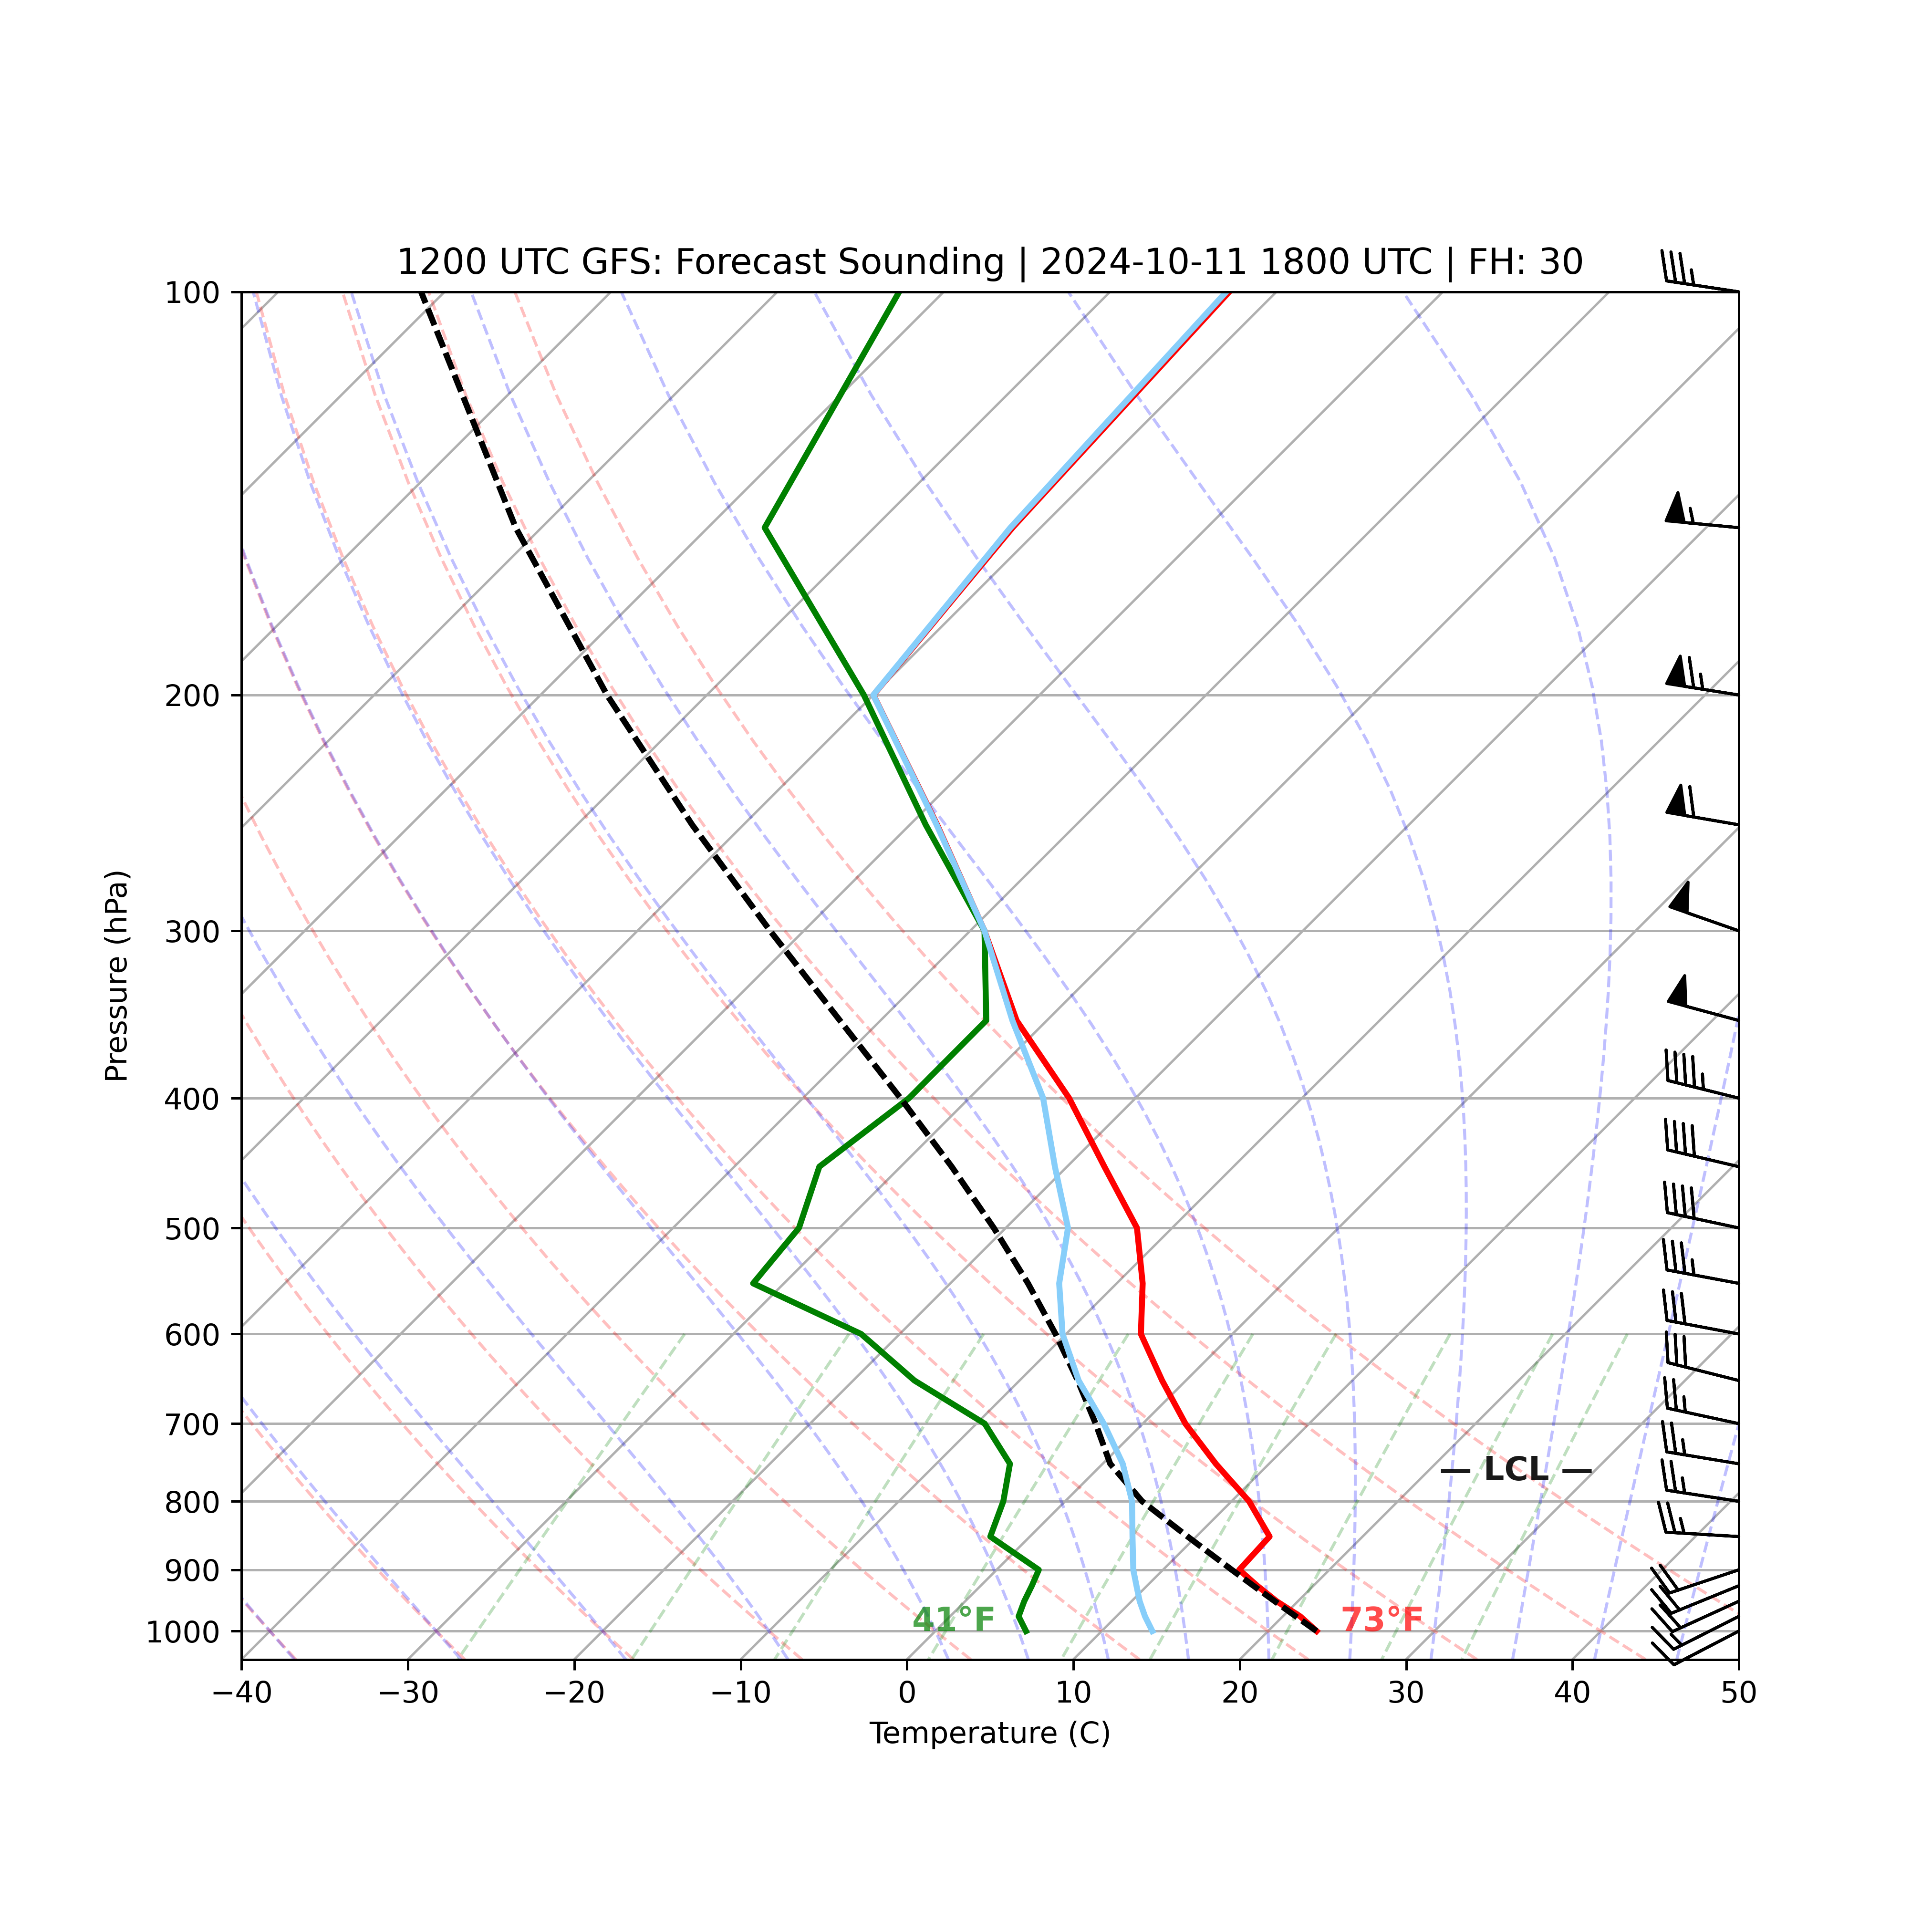 1200 UTC GFS: Forecast Sounding | 2024-10-11 1800 UTC | FH: 30
100
200
300
400
500
600
700
800
900
1000
Pressure (hPa)
— LCL —
41°F
73°F
−40 −30 −20 −10 0 10 20 30 40 50
Temperature (C)